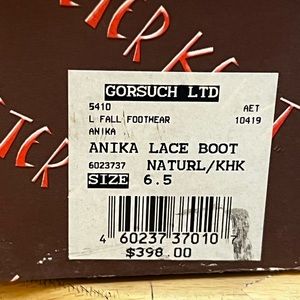 GORSUCH LTD
5410 AET
L FALL FOOTWEAR 10419
ANIKA
ANIKA LACE BOOT
6023737 NATURL/KHK
SIZE 6.5
4 60237 37010 7
$398.00